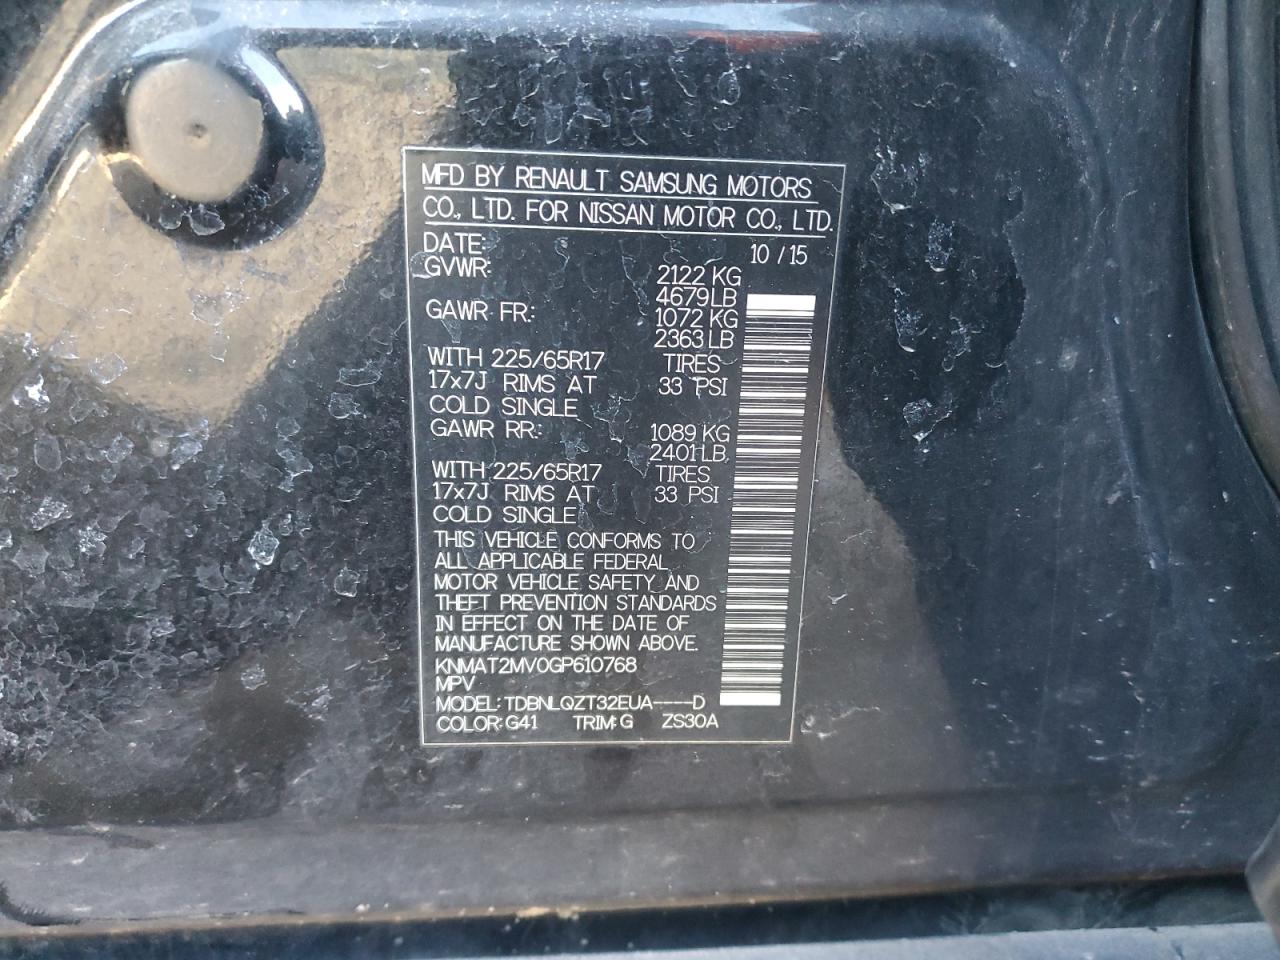 MFD BY RENAULT SAMSUNG MOTORS
CO., LTD. FOR NISSAN MOTOR CO., LTD.
DATE: 10 / 15
GVWR: 2122 KG
4679 LB
GAWR FR: 1072 KG
2363 LB
WITH 225/65R17 TIRES
17x7J RIMS AT 33 PSI
COLD SINGLE
GAWR RR: 1089 KG
2401 LB
WITH 225/65R17 TIRES
17x7J RIMS AT 33 PSI
COLD SINGLE
THIS VEHICLE CONFORMS TO
ALL APPLICABLE FEDERAL
MOTOR VEHICLE SAFETY AND
THEFT PREVENTION STANDARDS
IN EFFECT ON THE DATE OF
MANUFACTURE SHOWN ABOVE.
KNMAT2MV0GP610768
MPV
MODEL: TDBNLQZT32EUA----D
COLOR: G41 TRIM: G ZS30A